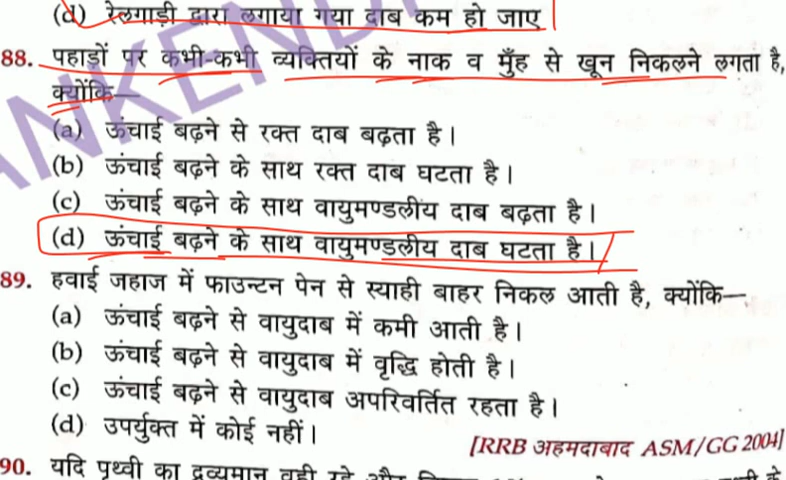 (d) रेलगाड़ी द्वारा लगाया गया दाब कम हो जाए
88. पहाड़ों पर कभी-कभी व्यक्तियों के नाक व मुँह से खून निकलने लगता है,
क्योंकि—
(a) ऊंचाई बढ़ने से रक्त दाब बढ़ता है।
(b) ऊंचाई बढ़ने के साथ रक्त दाब घटता है।
(c) ऊंचाई बढ़ने के साथ वायुमण्डलीय दाब बढ़ता है।
(d) ऊंचाई बढ़ने के साथ वायुमण्डलीय दाब घटता है।
89. हवाई जहाज में फाउन्टन पेन से स्याही बाहर निकल आती है, क्योंकि—
(a) ऊंचाई बढ़ने से वायुदाब में कमी आती है।
(b) ऊंचाई बढ़ने से वायुदाब में वृद्धि होती है।
(c) ऊंचाई बढ़ने से वायुदाब अपरिवर्तित रहता है।
(d) उपर्युक्त में कोई नहीं।
[RRB अहमदाबाद ASM/GG 2004]
90. यदि पृथ्वी का द्रव्यमान वही रहे और